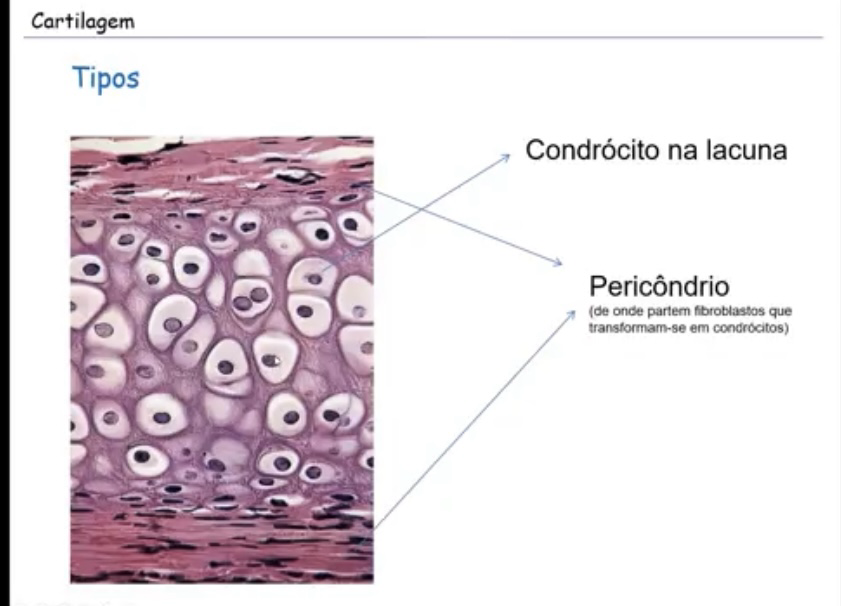 Cartilagem
Tipos
Condrócito na lacuna
Pericôndrio
(de onde partem fibroblastos que
transformam-se em condrócitos)